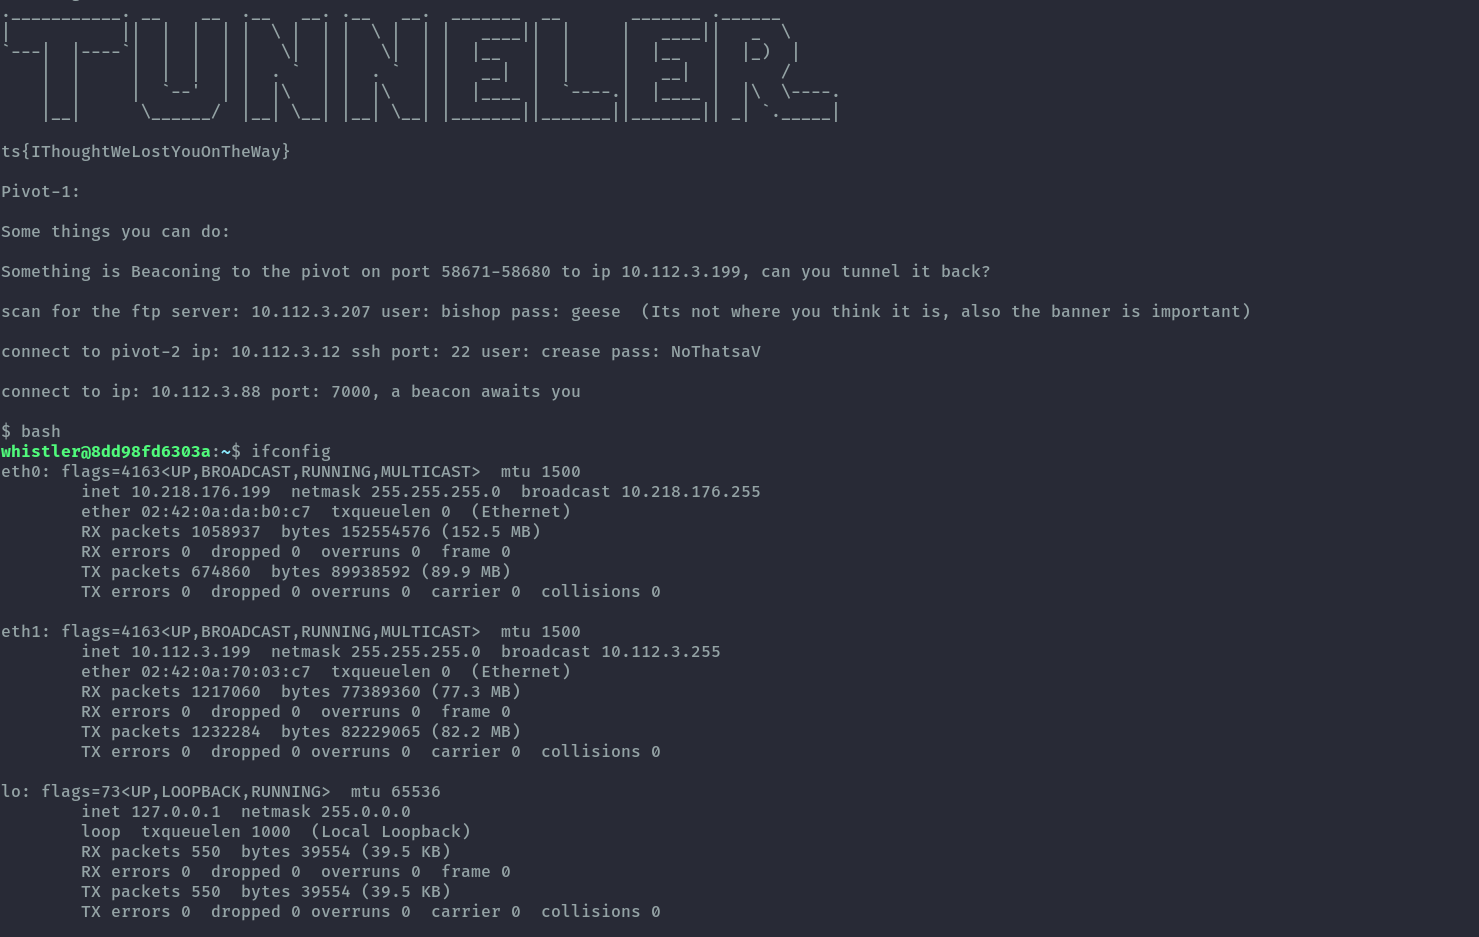 TUNNELER
ts{IThoughtWeLostYouOnTheWay}
Pivot-1:
Some things you can do:
Something is Beaconing to the pivot on port 58671-58680 to ip 10.112.3.199, can you tunnel it back?
scan for the ftp server: 10.112.3.207 user: bishop pass: geese  (Its not where you think it is, also the banner is important)
connect to pivot-2 ip: 10.112.3.12 ssh port: 22 user: crease pass: NoThatsaV
connect to ip: 10.112.3.88 port: 7000, a beacon awaits you
$ bash
whistler@8dd98fd6303a:~$ ifconfig
eth0: flags=4163<UP,BROADCAST,RUNNING,MULTICAST>  mtu 1500
        inet 10.218.176.199  netmask 255.255.255.0  broadcast 10.218.176.255
        ether 02:42:0a:da:b0:c7  txqueuelen 0  (Ethernet)
        RX packets 1058937  bytes 152554576 (152.5 MB)
        RX errors 0  dropped 0  overruns 0  frame 0
        TX packets 674860  bytes 89938592 (89.9 MB)
        TX errors 0  dropped 0 overruns 0  carrier 0  collisions 0
eth1: flags=4163<UP,BROADCAST,RUNNING,MULTICAST>  mtu 1500
        inet 10.112.3.199  netmask 255.255.255.0  broadcast 10.112.3.255
        ether 02:42:0a:70:03:c7  txqueuelen 0  (Ethernet)
        RX packets 1217060  bytes 77389360 (77.3 MB)
        RX errors 0  dropped 0  overruns 0  frame 0
        TX packets 1232284  bytes 82229065 (82.2 MB)
        TX errors 0  dropped 0 overruns 0  carrier 0  collisions 0
lo: flags=73<UP,LOOPBACK,RUNNING>  mtu 65536
        inet 127.0.0.1  netmask 255.0.0.0
        loop  txqueuelen 1000  (Local Loopback)
        RX packets 550  bytes 39554 (39.5 KB)
        RX errors 0  dropped 0  overruns 0  frame 0
        TX packets 550  bytes 39554 (39.5 KB)
        TX errors 0  dropped 0 overruns 0  carrier 0  collisions 0